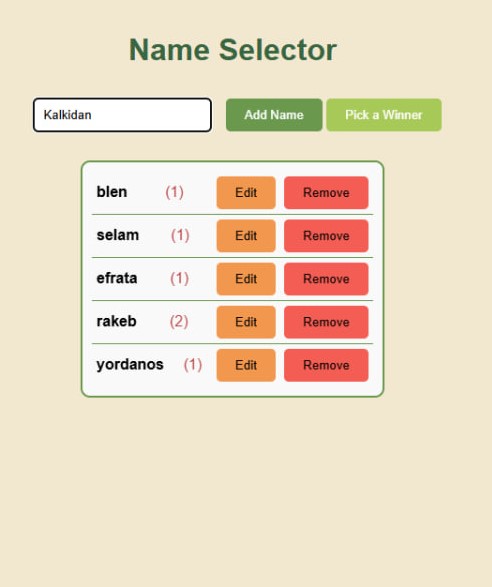 Name Selector
Kalkidan Add Name Pick a Winner
blen (1) Edit Remove
selam (1) Edit Remove
efrata (1) Edit Remove
rakeb (2) Edit Remove
yordanos (1) Edit Remove